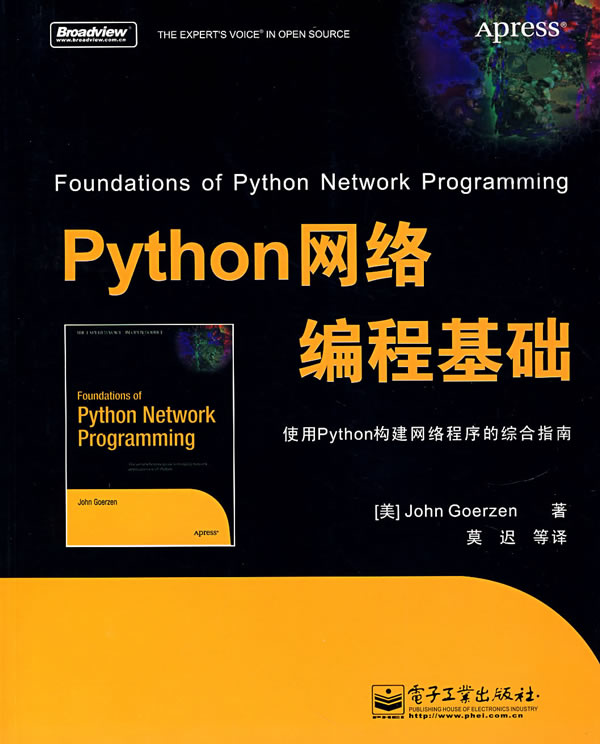 Broadview®
www.broadview.com.cn
THE EXPERT'S VOICE® IN OPEN SOURCE
Apress®
Foundations of Python Network Programming
Python网络
编程基础
Foundations of
Python Network
Programming
John Goerzen
Apress®
使用Python构建网络程序的综合指南
[美] John Goerzen 著
莫迟 等译
電子工業出版社
PUBLISHING HOUSE OF ELECTRONICS INDUSTRY
http://www.phei.com.cn